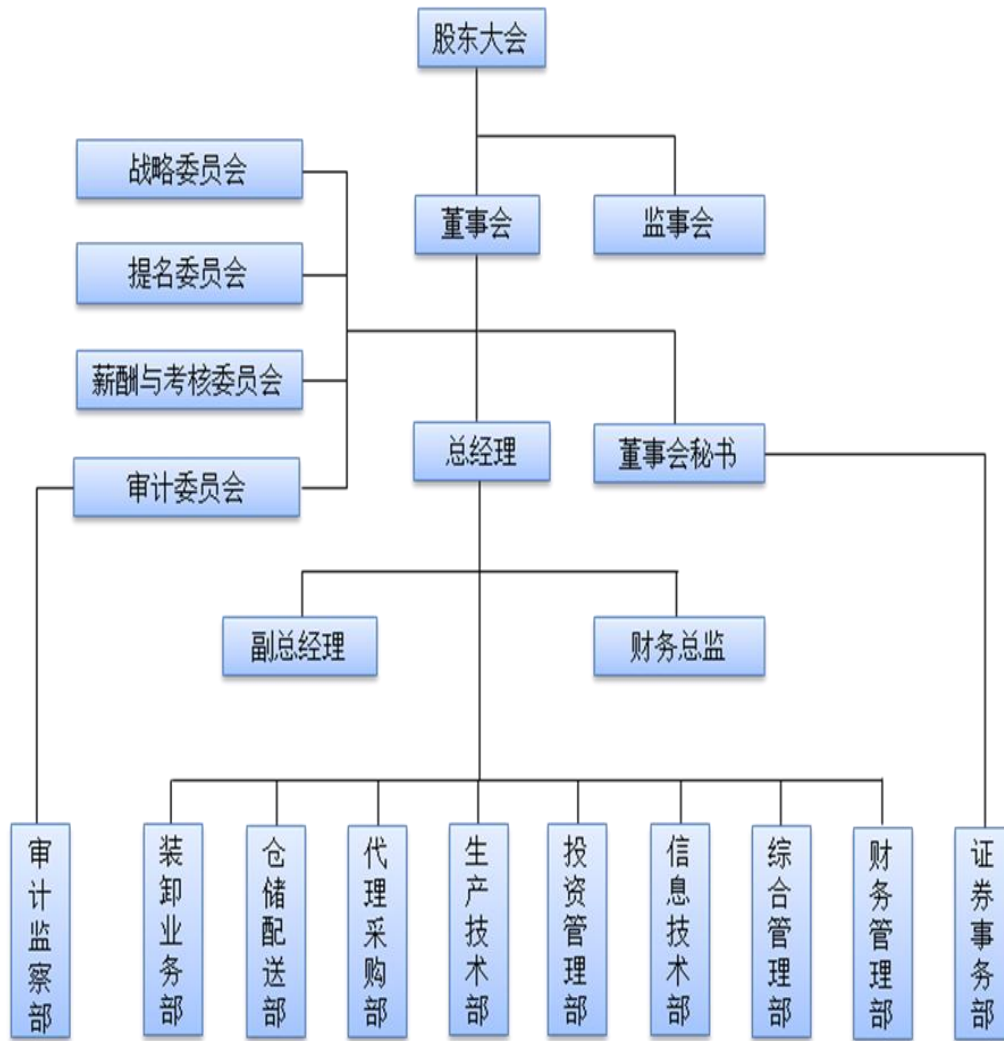 股东大会
战略委员会
董事会
监事会
提名委员会
薪酬与考核委员会
总经理
董事会秘书
审计委员会
副总经理
财务总监
审计监察部
装卸业务部
仓储配送部
代理采购部
生产技术部
投资管理部
信息技术部
综合管理部
财务管理部
证券事务部